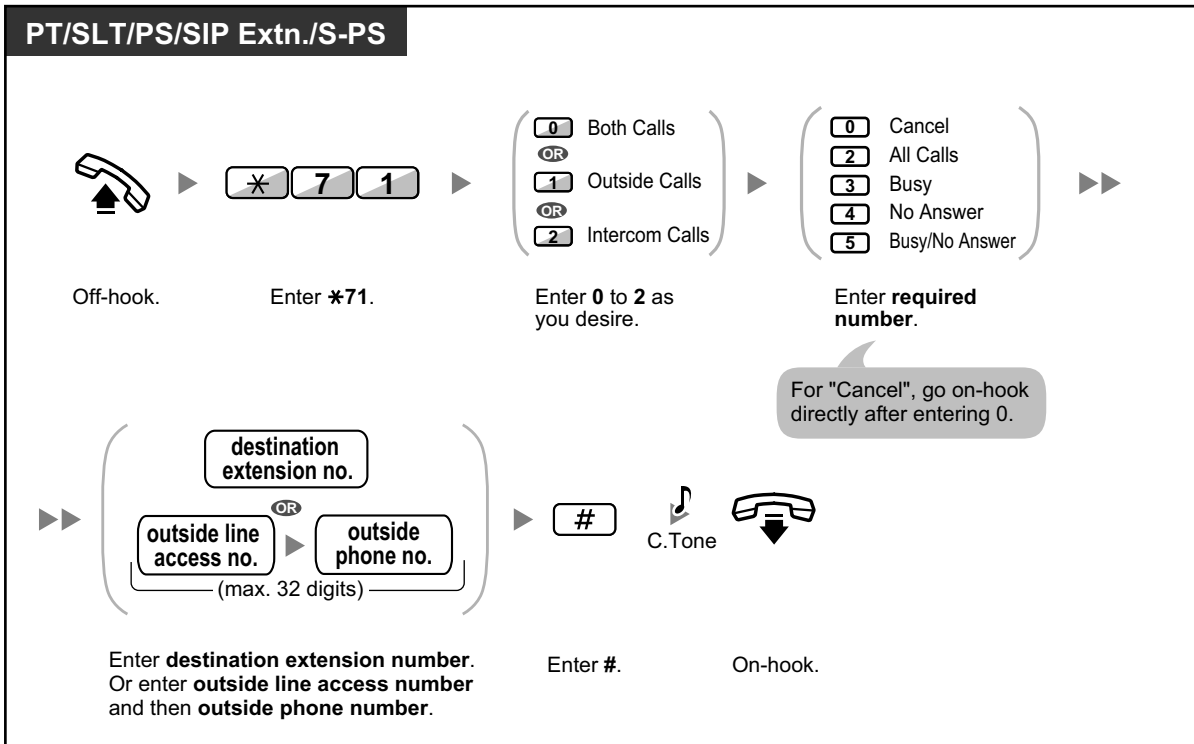 PT/SLT/PS/SIP Extn./S-PS
0 Both Calls
OR
1 Outside Calls
OR
2 Intercom Calls
0 Cancel
2 All Calls
3 Busy
4 No Answer
5 Busy/No Answer
* 7 1
Off-hook.
Enter *71.
Enter 0 to 2 as
you desire.
Enter required
number.
For "Cancel", go on-hook
directly after entering 0.
destination
extension no.
OR
outside line
access no.
outside
phone no.
(max. 32 digits)
#
C.Tone
Enter destination extension number.
Or enter outside line access number
and then outside phone number.
Enter #.
On-hook.